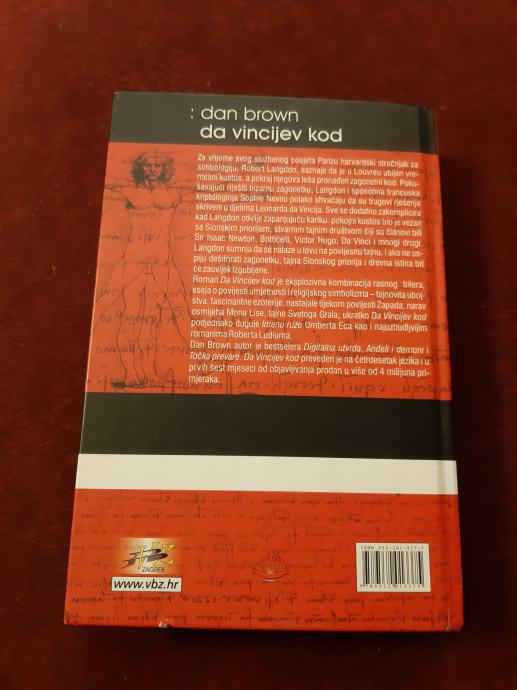 : dan brown
da vincijev kod
Za vrijeme svog službenog posjeta Parizu harvardski stručnjak za
simbologiju, Robert Langdon, saznaje da je u Louvreu ubijen vre-
mešni kustos, a pokraj njegova leša pronađen zagonetni kod. Poku-
šavajući riješiti bizarnu zagonetku, Langdon i sposobna francuska
kriptologinja Sophie Neveu polako shvaćaju da su tragovi rješenja
skriveni u djelima Leonarda da Vincija. Sve se dodatno zakomplicira
kad Langdon otkrije zapanjujuću kariku: pokojni kustos bio je vezan
sa Sionskim priorijem, stvarnim tajnim društvom čiji su članovi bili
Sir Isaac Newton, Botticelli, Victor Hugo, Da Vinci i mnogi drugi.
Langdon sumnja da se nalaze u lovu na povijesnu tajnu, i ako ne us-
piju dešifrirati zagonetku, tajna Sionskog priorija i drevna istina bit
će zauvijek izgubljene.
Roman Da Vincijev kod je eksplozivna kombinacija rasnog trilera,
eseja o povijesti umjetnosti i religijskog simbolizma – tajnovita uboj-
stva, fascinantne ezoterije, nastajale tijekom povijesti Zapada, narav
osmijeha Mona Lise, tajne Svetoga Grala, ukratko Da Vincijev kod
podjednako duguje Imenu ruže Umberta Eca kao i najuzbudljivijim
romanima Roberta Ludluma.
Dan Brown autor je bestselera Digitalna utvrda, Anđeli i demoni i
Točka prevare. Da Vincijev kod preveden je na četrdesetak jezika i u
prvih šest mjeseci od objavljivanja prodan u više od 4 milijuna pri-
mjeraka.
ZAGREB
www.vbz.hr